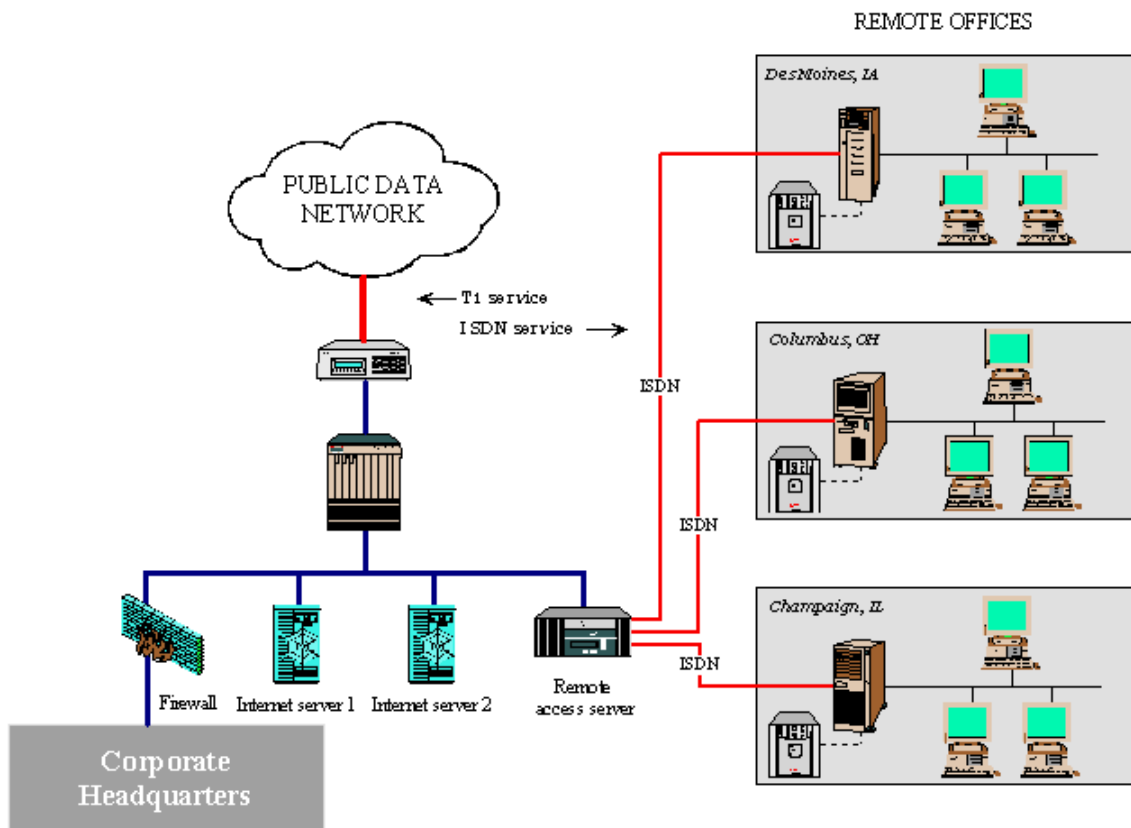 REMOTE OFFICES
DesMoines, IA
PUBLIC DATA
NETWORK
T1 service
ISDN service
Columbus, OH
ISDN
ISDN
Champaign, IL
ISDN
Firewall
Internet server 1
Internet server 2
Remote
access server
Corporate
Headquarters